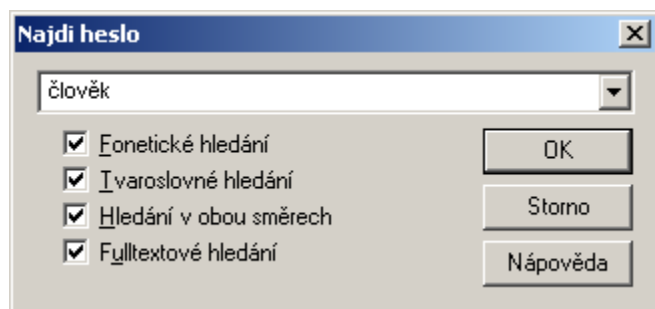 Najdi heslo
člověk
Fonetické hledání
Tvaroslovné hledání
Hledání v obou směrech
Fulltextové hledání
OK
Storno
Nápověda